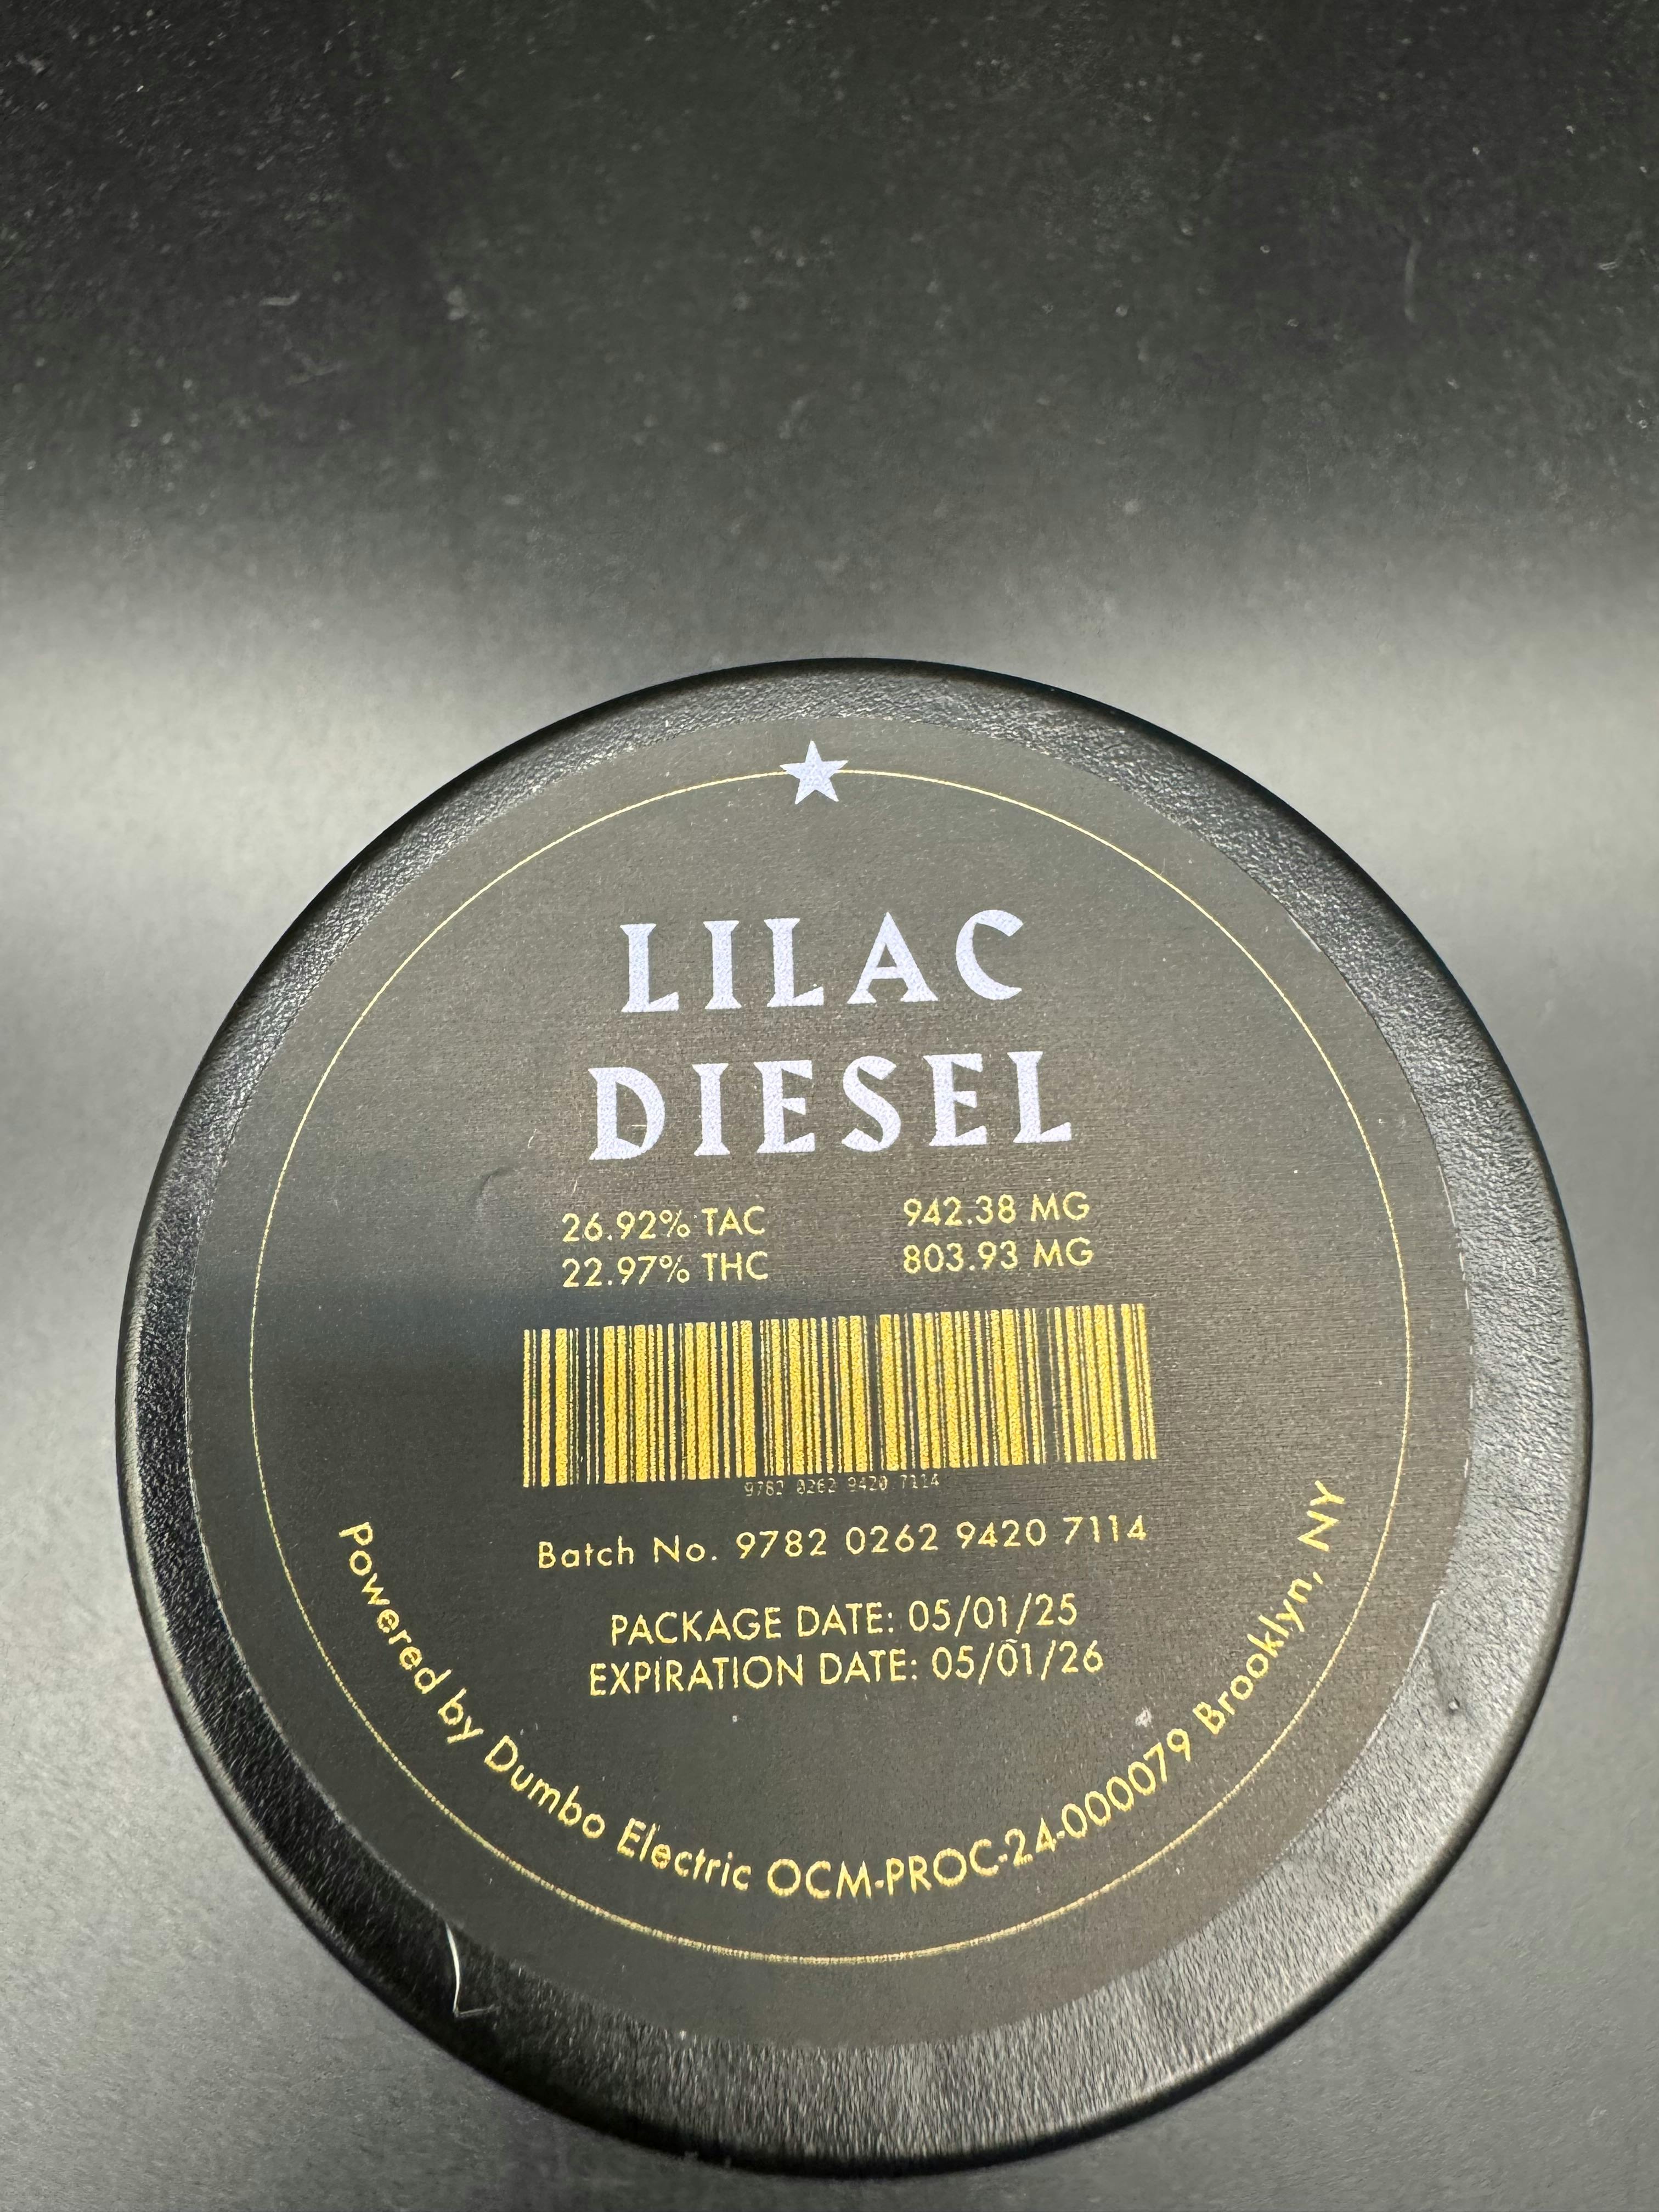 LILAC
DIESEL
26.92% TAC 942.38 MG
22.97% THC 803.93 MG
9782 0262 9420 7114
Batch No. 9782 0262 9420 7114
PACKAGE DATE: 05/01/25
EXPIRATION DATE: 05/01/26
Powered by Dumbo Electric OCM-PROC-24-000079 Brooklyn, NY